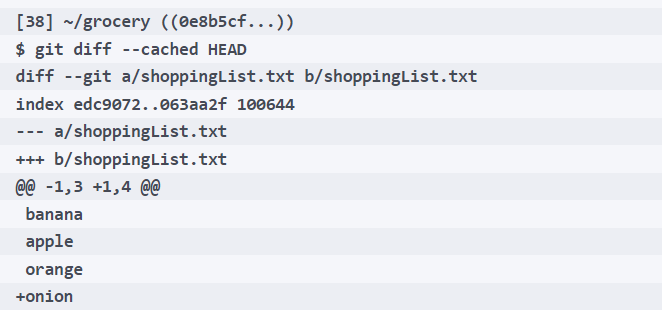 [38] ~/grocery ((0e8b5cf...))
$ git diff --cached HEAD
diff --git a/shoppingList.txt b/shoppingList.txt
index edc9072..063aa2f 100644
--- a/shoppingList.txt
+++ b/shoppingList.txt
@@ -1,3 +1,4 @@
 banana
 apple
 orange
+onion